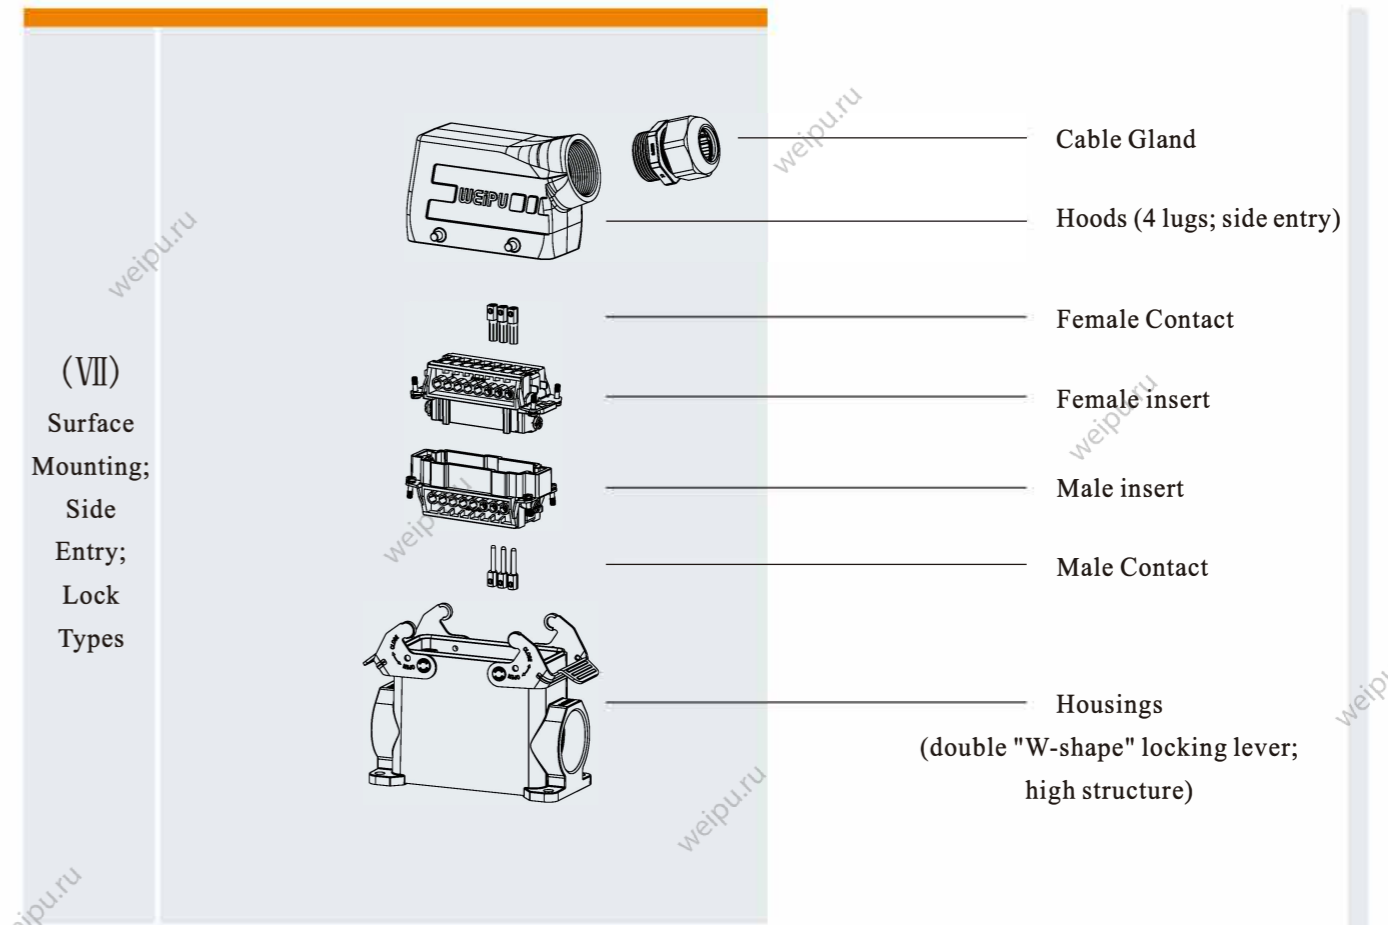 (Ⅶ)
Surface
Mounting;
Side
Entry;
Lock
Types
WEIPU
Cable Gland
Hoods (4 lugs; side entry)
Female Contact
Female insert
Male insert
Male Contact
Housings
(double "W-shape" locking lever;
high structure)
weipu.ru
weipu.ru
weipu.ru
weipu.ru
weipu.ru